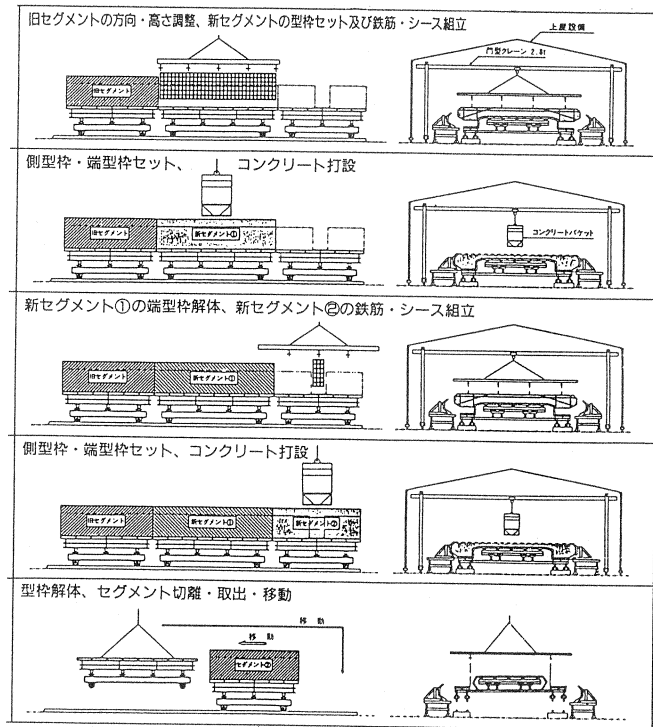 旧セグメントの方向・高さ調整、新セグメントの型枠セット及び鉄筋・シース組立
上屋設備
門型クレーン 2.8t
旧セグメント
側型枠・端型枠セット、 コンクリート打設
旧セグメント
新セグメント①
コンクリートバケット
新セグメント①の端型枠解体、新セグメント②の鉄筋・シース組立
旧セグメント
新セグメント①
側型枠・端型枠セット、コンクリート打設
旧セグメント
新セグメント①
新セグメント②
型枠解体、セグメント切離・取出・移動
移動
移動
セグメント②